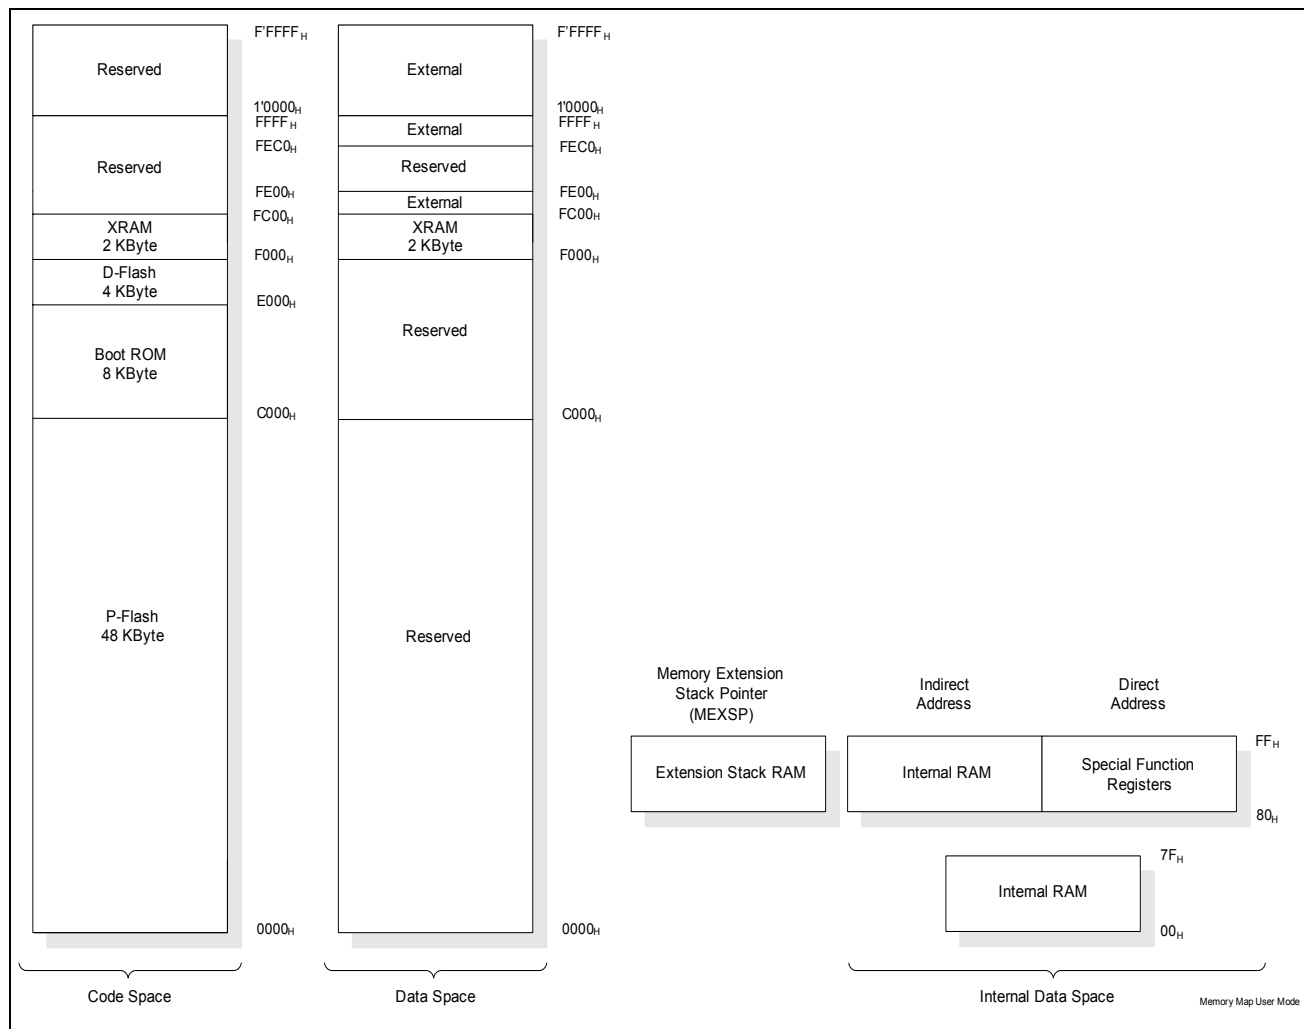 F'FFFFH
F'FFFFH
Reserved
External
1'0000H
1'0000H
FFFFH
FFFFH
External
FEC0H
FEC0H
Reserved
Reserved
FE00H
FE00H
External
FC00H
FC00H
XRAM
2 KByte
XRAM
2 KByte
F000H
F000H
D-Flash
4 KByte
E000H
Reserved
Boot ROM
8 KByte
C000H
C000H
P-Flash
48 KByte
Reserved
Memory Extension
Stack Pointer
(MEXSP)
Indirect
Address
Direct
Address
FFH
Extension Stack RAM
Internal RAM
Special Function
Registers
80H
7FH
Internal RAM
00H
0000H
0000H
Code Space
Data Space
Internal Data Space
Memory Map User Mode